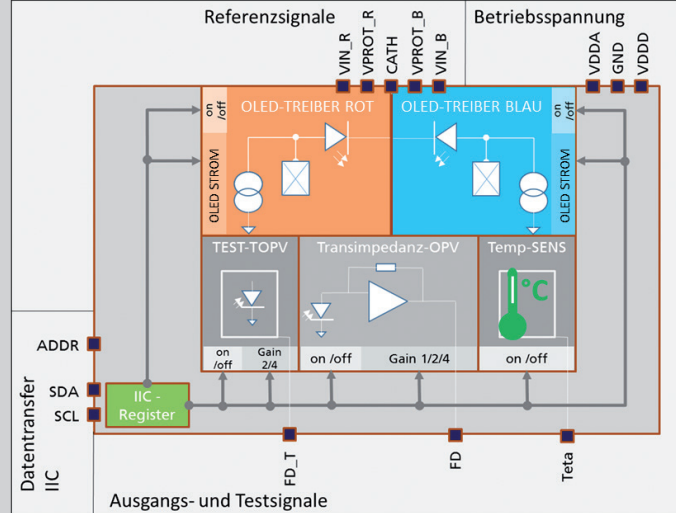 Referenzsignale
Betriebsspannung
VIN_R
VPROT_R
CATH
VPROT_B
VIN_B
VDDA
GND
VDDD
on
/off
OLED-TREIBER ROT
OLED-TREIBER BLAU
on
/off
OLED STROM
OLED STROM
TEST-TOPV
Transimpedanz-OPV
Temp-SENS
°C
on
/off
Gain
2/4
on /off
Gain 1/2/4
on /off
ADDR
SDA
SCL
IIC -
Register
Datentransfer
IIC
FD_T
FD
Teta
Ausgangs- und Testsignale